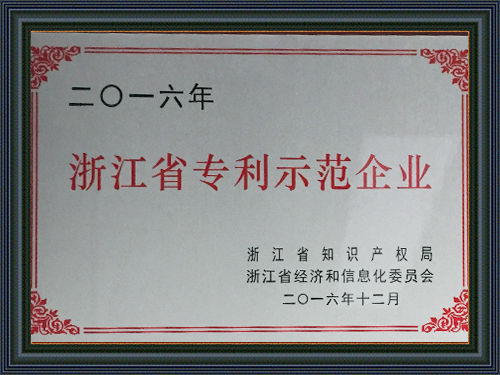 二〇一六年
浙江省专利示范企业
浙江省知识产权局
浙江省经济和信息化委员会
二〇一六年十二月